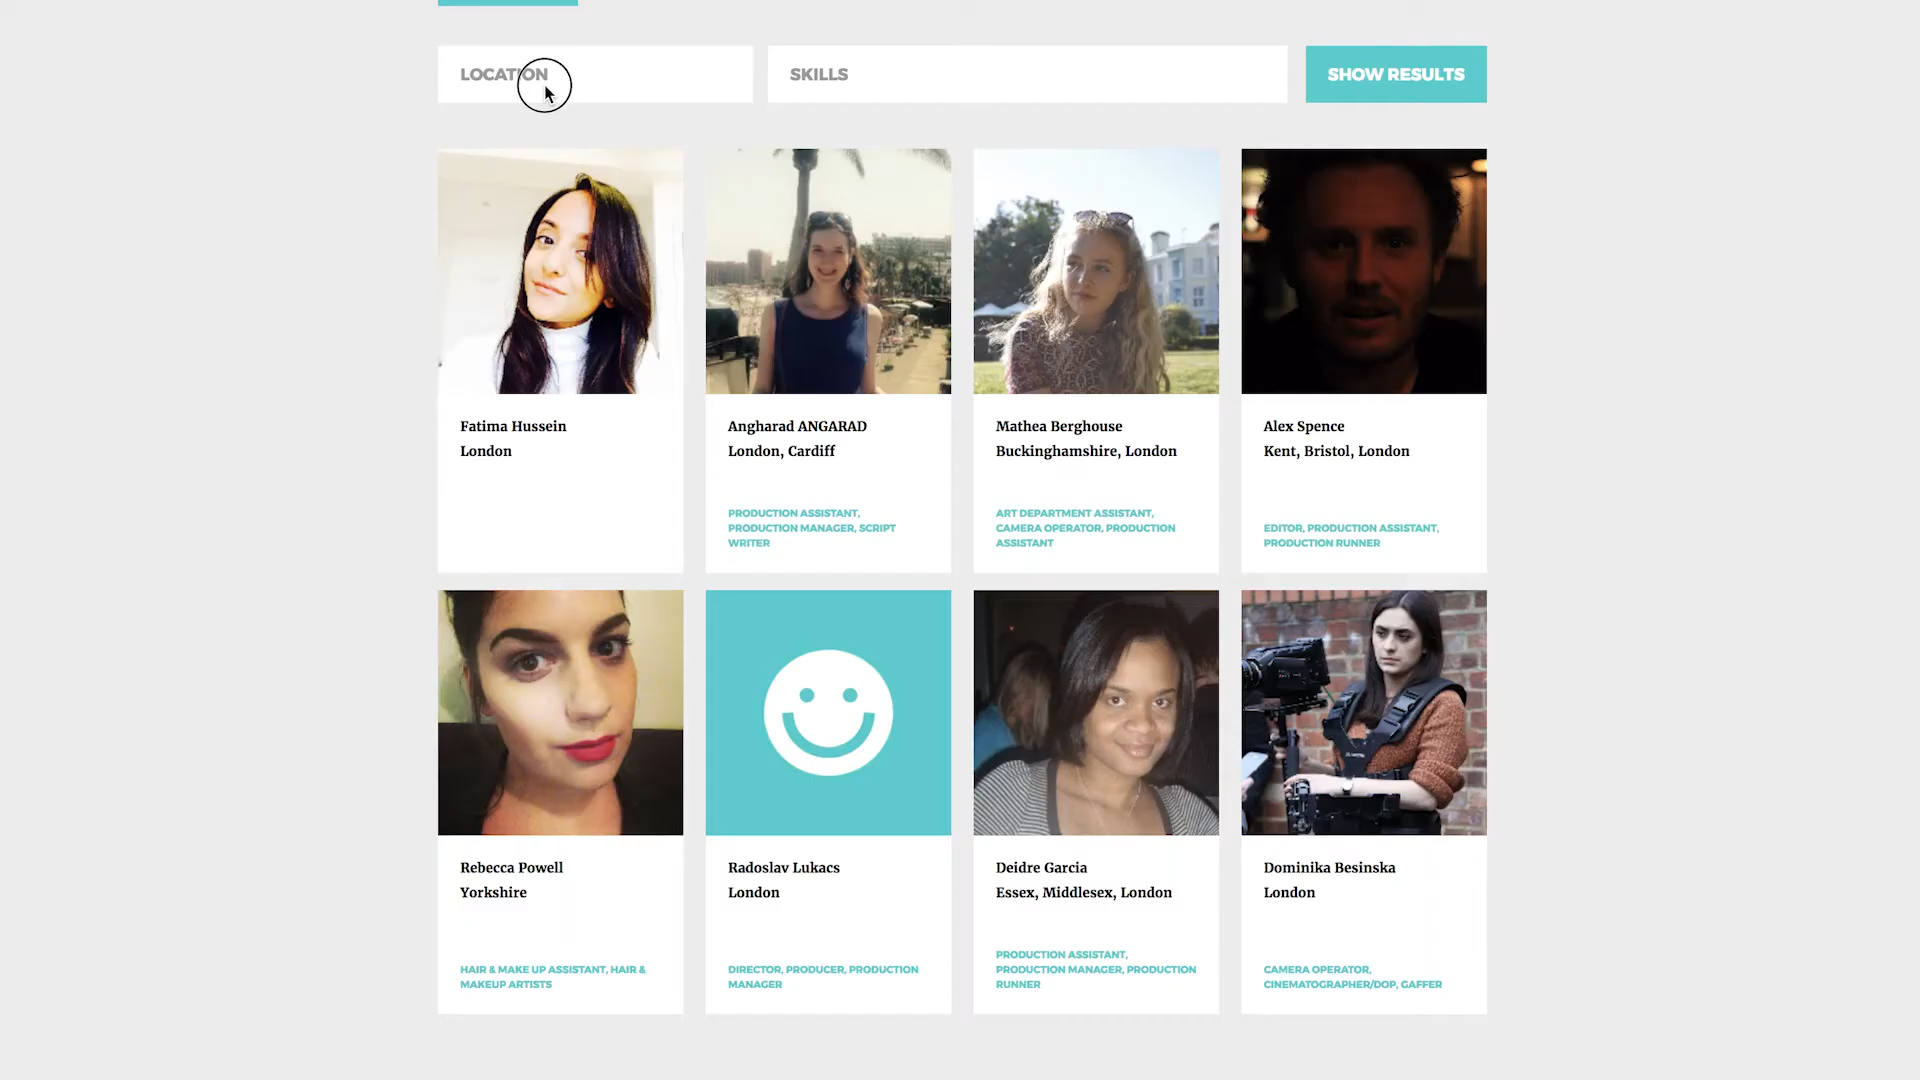 LOCATION
SKILLS
SHOW RESULTS
Fatima Hussein
London
Angharad ANGARAD
London, Cardiff
PRODUCTION ASSISTANT,
PRODUCTION MANAGER, SCRIPT
WRITER
Mathea Berghouse
Buckinghamshire, London
ART DEPARTMENT ASSISTANT,
CAMERA OPERATOR, PRODUCTION
ASSISTANT
Alex Spence
Kent, Bristol, London
EDITOR, PRODUCTION ASSISTANT,
PRODUCTION RUNNER
Rebecca Powell
Yorkshire
HAIR & MAKE UP ASSISTANT, HAIR &
MAKEUP ARTISTS
Radoslav Lukacs
London
DIRECTOR, PRODUCER, PRODUCTION
MANAGER
Deidre Garcia
Essex, Middlesex, London
PRODUCTION ASSISTANT,
PRODUCTION MANAGER, PRODUCTION
RUNNER
Dominika Besinska
London
CAMERA OPERATOR,
CINEMATOGRAPHER/DOP, GAFFER